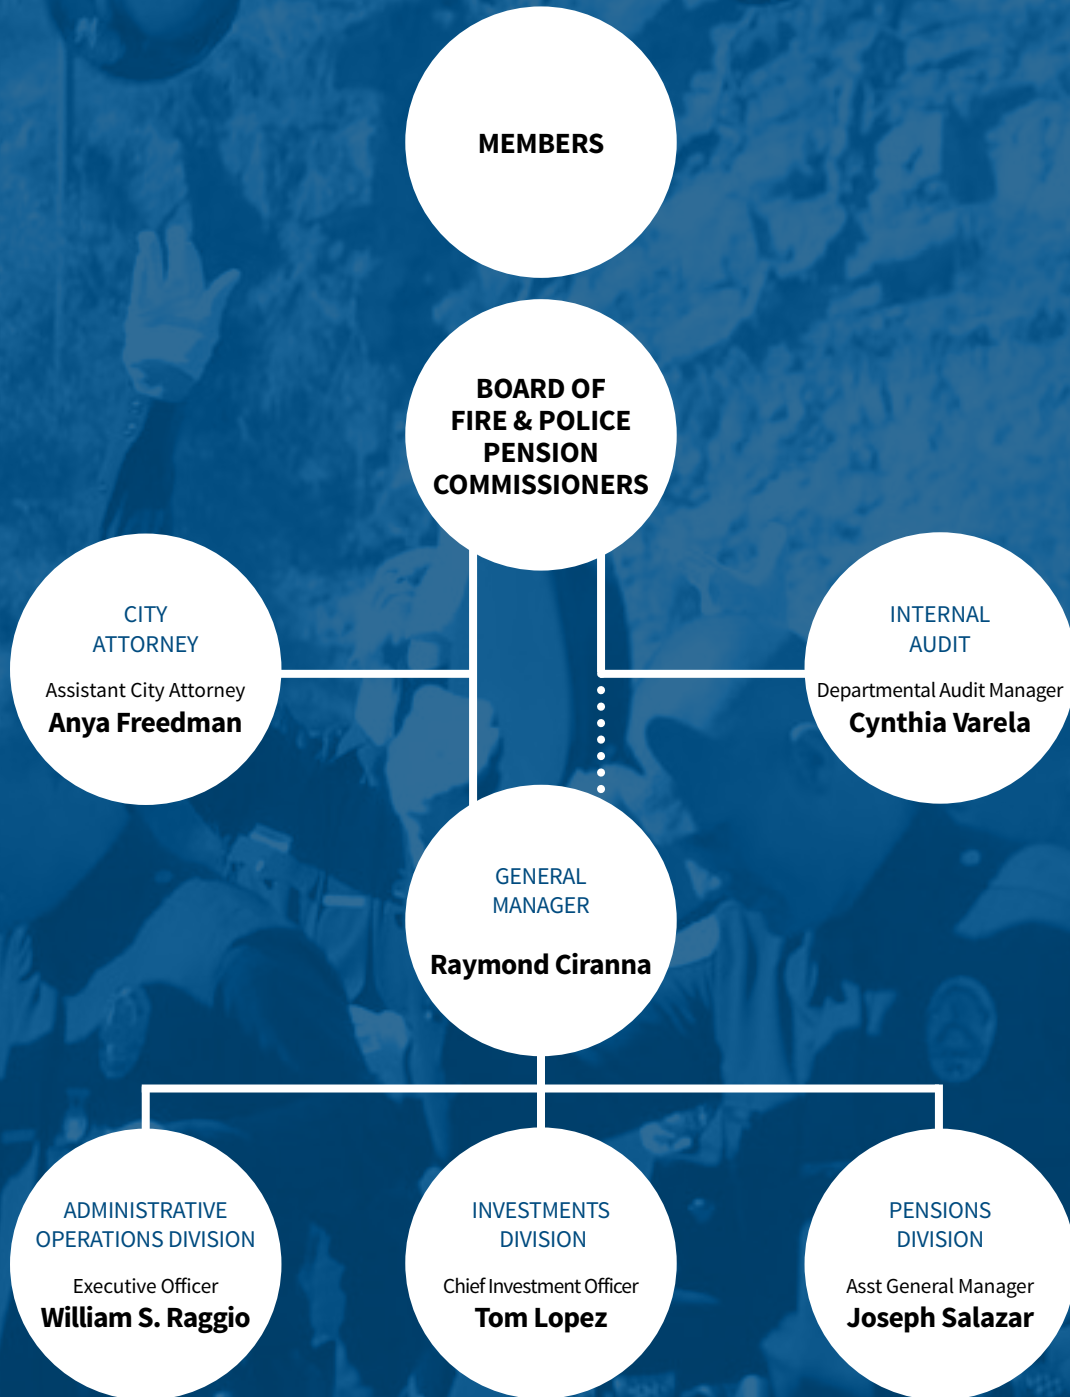 MEMBERS
BOARD OF
FIRE & POLICE
PENSION
COMMISSIONERS
CITY
ATTORNEY
Assistant City Attorney
Anya Freedman
INTERNAL
AUDIT
Departmental Audit Manager
Cynthia Varela
GENERAL
MANAGER
Raymond Ciranna
ADMINISTRATIVE
OPERATIONS DIVISION
Executive Officer
William S. Raggio
INVESTMENTS
DIVISION
Chief Investment Officer
Tom Lopez
PENSIONS
DIVISION
Asst General Manager
Joseph Salazar